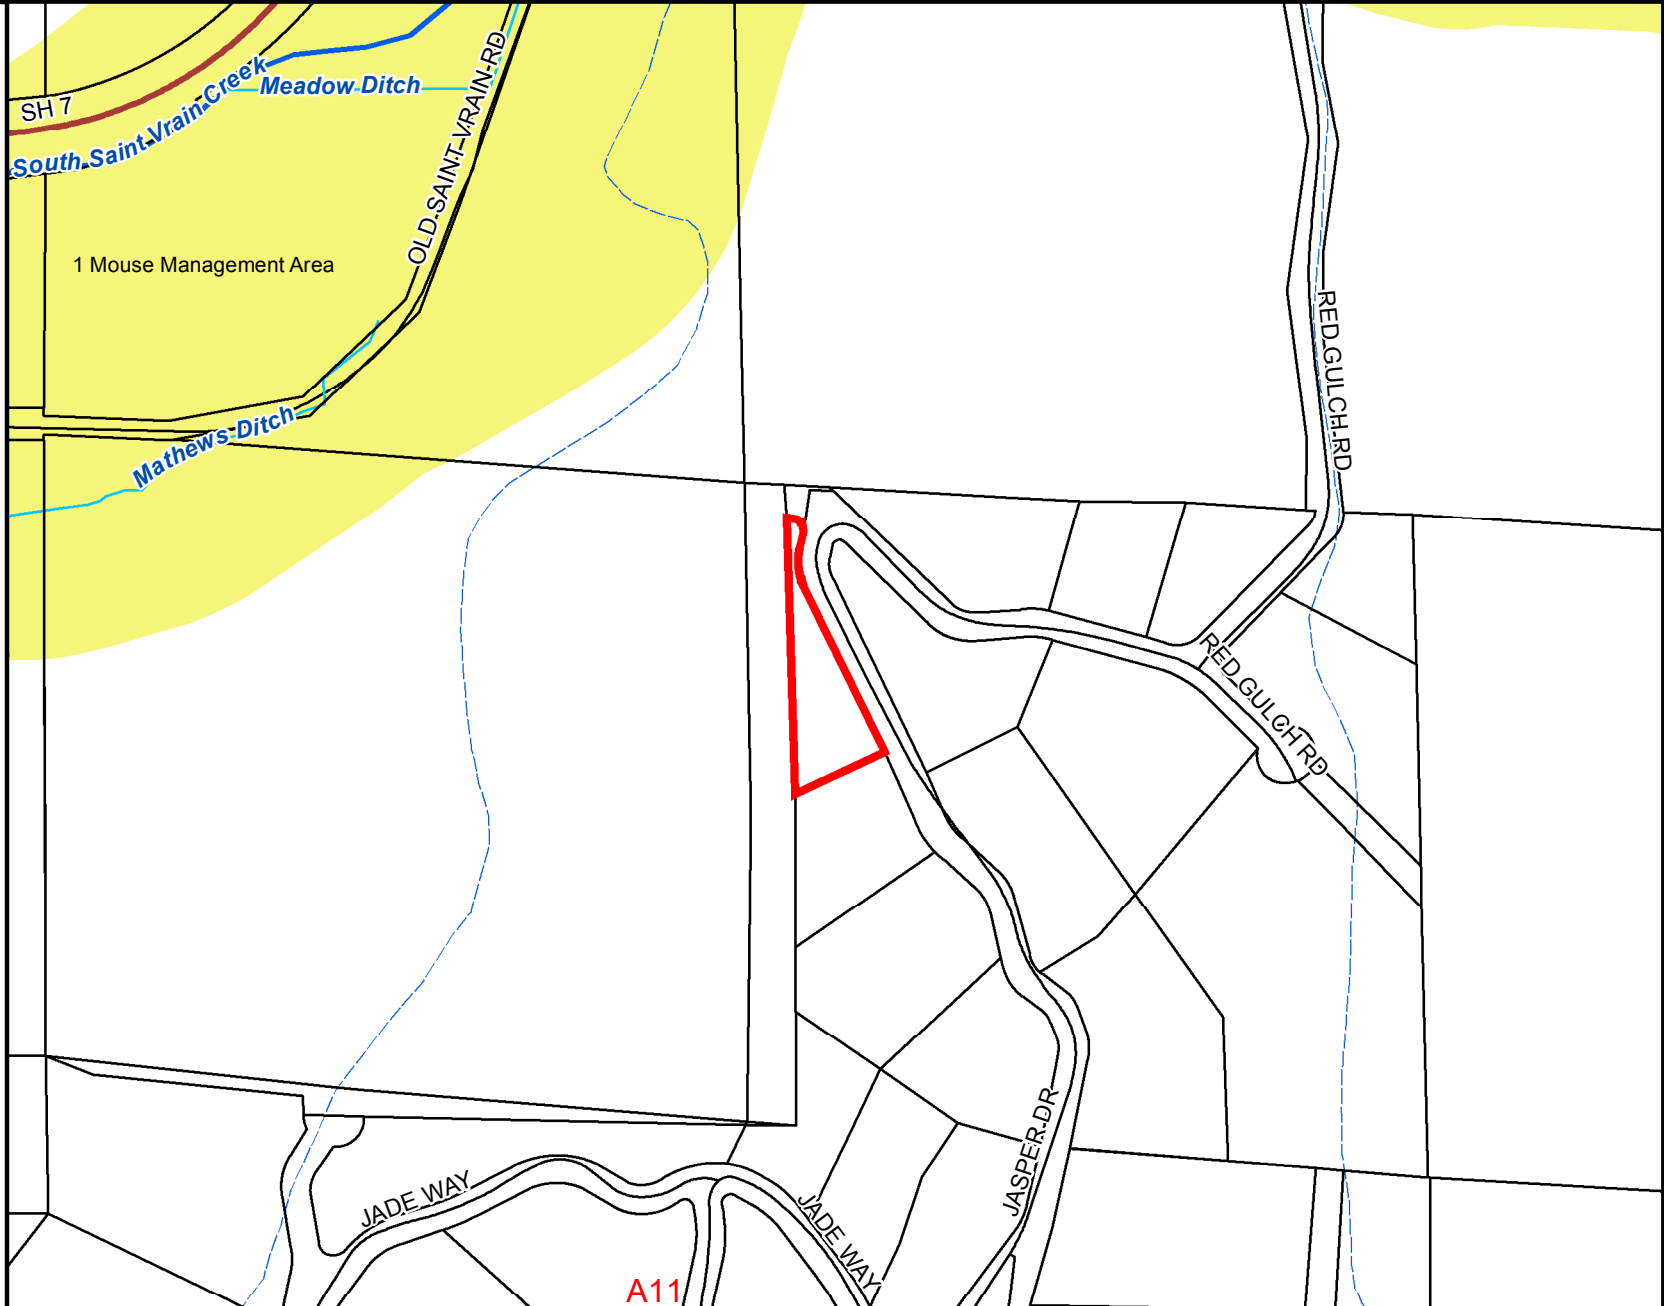 SH 7
South Saint Vrain Creek
Meadow Ditch
OLD SAINT VRAIN RD
1 Mouse Management Area
Mathews Ditch
RED GULCH RD
RED GULCH RD
JASPER DR
JADE WAY
JADE WAY
A11